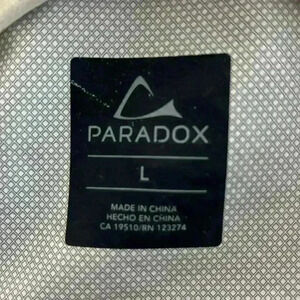 PARADOX
L
MADE IN CHINA
HECHO EN CHINA
CA 19510/RN 123274